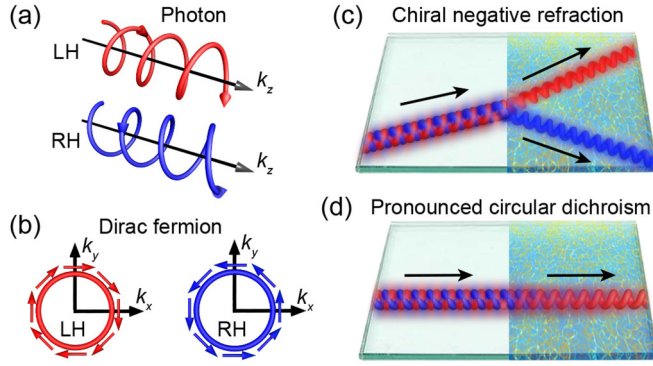 (a)
Photon
LH
k_z
RH
k_z
(b)
Dirac fermion
k_y
k_x
LH
k_y
k_x
RH
(c)
Chiral negative refraction
(d)
Pronounced circular dichroism